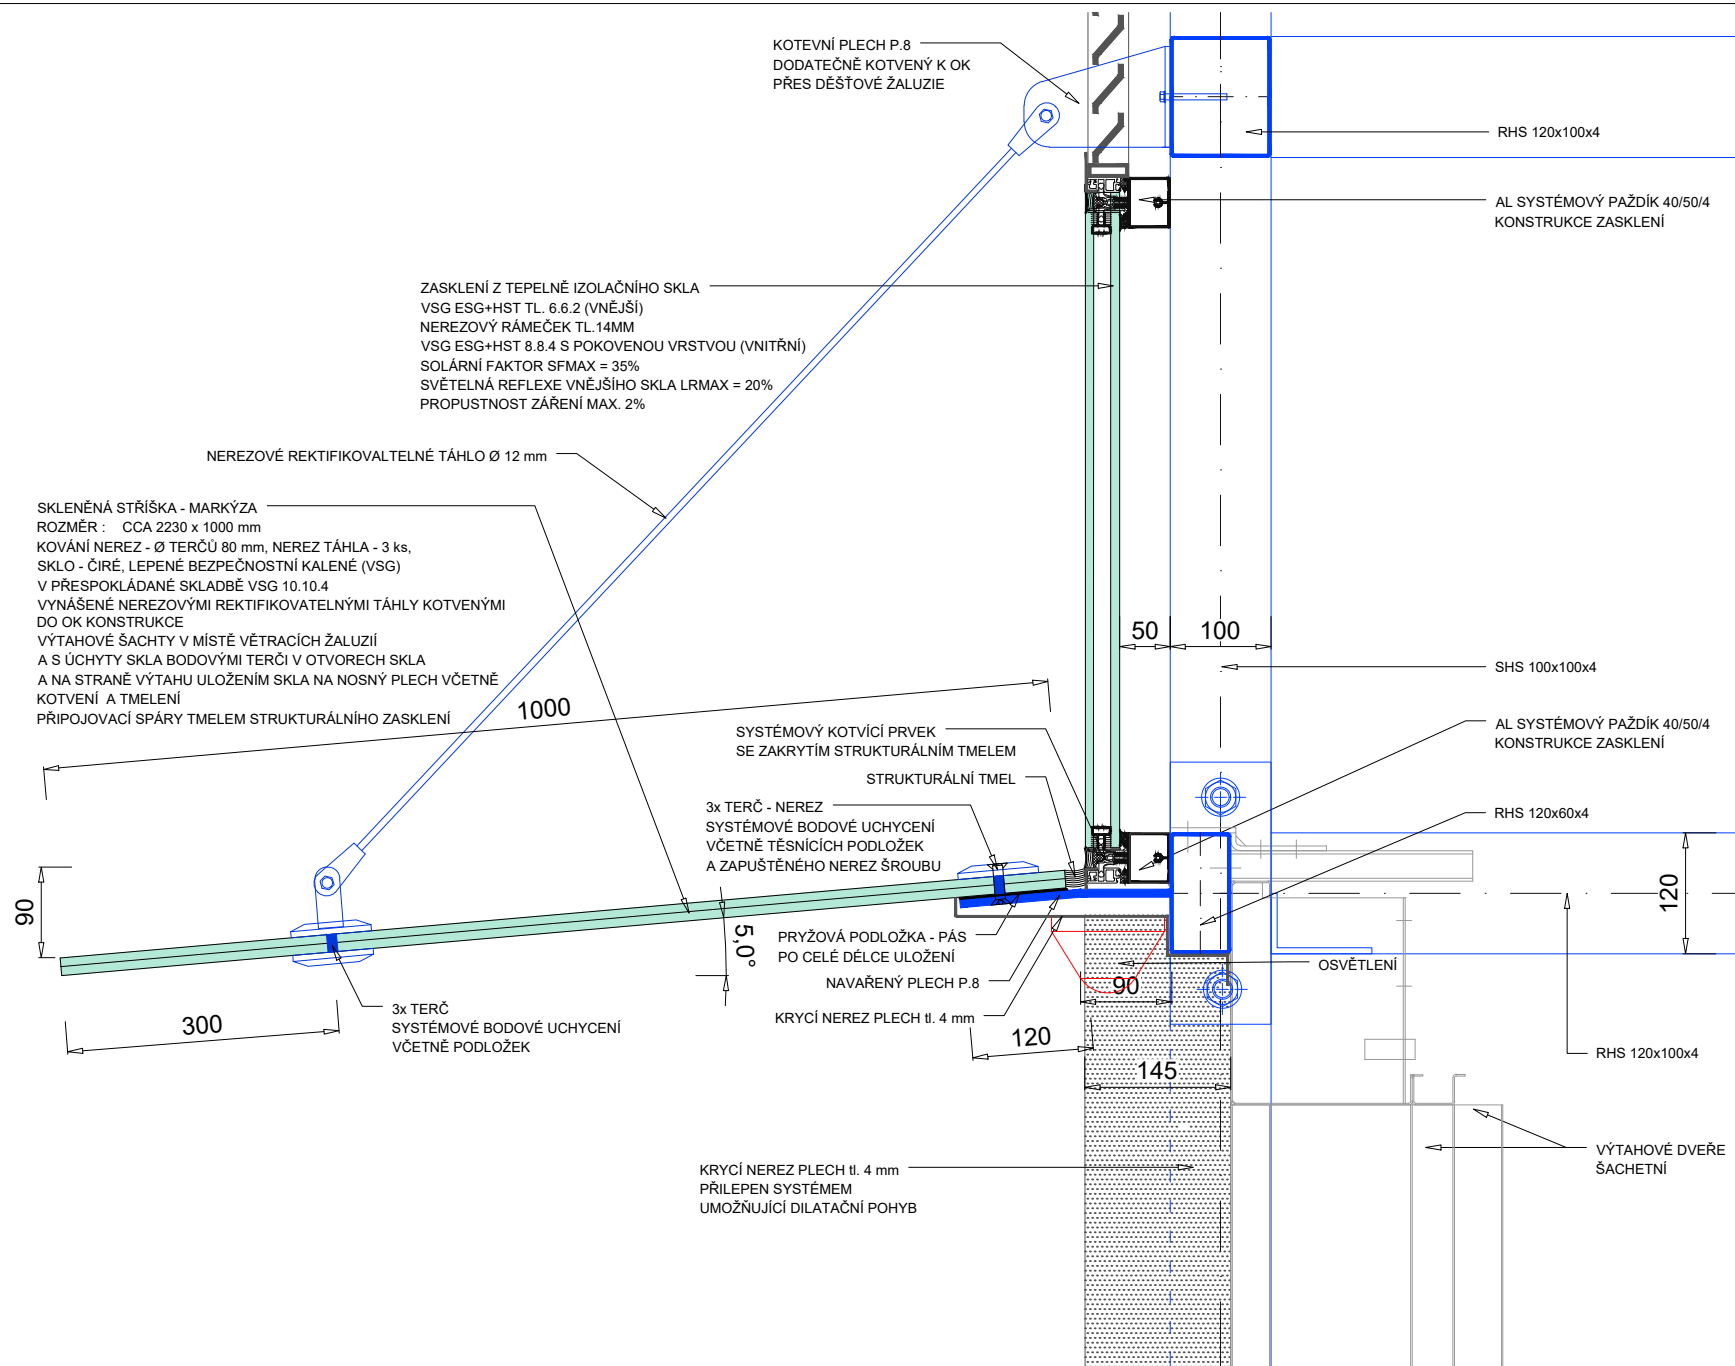 KOTEVNÍ PLECH P.8
DODATEČNĚ KOTVENÝ K OK
PŘES DĚŠŤOVÉ ŽALUZIE
RHS 120x100x4
AL SYSTÉMOVÝ PAŽDÍK 40/50/4
KONSTRUKCE ZASKLENÍ
ZASKLENÍ Z TEPELNĚ IZOLAČNÍHO SKLA
VSG ESG+HST TL. 6.6.2 (VNĚJŠÍ)
NEREZOVÝ RÁMEČEK TL.14MM
VSG ESG+HST 8.8.4 S POKOVENOU VRSTVOU (VNITŘNÍ)
SOLÁRNÍ FAKTOR SFMAX = 35%
SVĚTELNÁ REFLEXE VNĚJŠÍHO SKLA LRMAX = 20%
PROPUSTNOST ZÁŘENÍ MAX. 2%
NEREZOVÉ REKTIFIKOVALTELNÉ TÁHLO Ø 12 mm
SKLENĚNÁ STŘÍŠKA - MARKÝZA
ROZMĚR : CCA 2230 x 1000 mm
KOVÁNÍ NEREZ - Ø TERČŮ 80 mm, NEREZ TÁHLA - 3 ks,
SKLO - ČIRÉ, LEPENÉ BEZPEČNOSTNÍ KALENÉ (VSG)
V PŘESPOKLÁDANÉ SKLADBĚ VSG 10.10.4
VYNÁŠENÉ NEREZOVÝMI REKTIFIKOVATELNÝMI TÁHLY KOTVENÝMI
DO OK KONSTRUKCE
VÝTAHOVÉ ŠACHTY V MÍSTĚ VĚTRACÍCH ŽALUZIÍ
A S ÚCHYTY SKLA BODOVÝMI TERČI V OTVORECH SKLA
A NA STRANĚ VÝTAHU ULOŽENÍM SKLA NA NOSNÝ PLECH VČETNĚ
KOTVENÍ A TMELENÍ
PŘIPOJOVACÍ SPÁRY TMELEM STRUKTURÁLNÍHO ZASKLENÍ
50
100
SHS 100x100x4
1000
SYSTÉMOVÝ KOTVÍCÍ PRVEK
SE ZAKRYTÍM STRUKTURÁLNÍM TMELEM
AL SYSTÉMOVÝ PAŽDÍK 40/50/4
KONSTRUKCE ZASKLENÍ
STRUKTURÁLNÍ TMEL
3x TERČ - NEREZ
SYSTÉMOVÉ BODOVÉ UCHYCENÍ
VČETNĚ TĚSNÍCÍCH PODLOŽEK
A ZAPUŠTĚNÉHO NEREZ ŠROUBU
RHS 120x60x4
90
120
5,0°
PRYŽOVÁ PODLOŽKA - PÁS
PO CELÉ DÉLCE ULOŽENÍ
OSVĚTLENÍ
NAVAŘENÝ PLECH P.8
90
KRYCÍ NEREZ PLECH tl. 4 mm
3x TERČ
SYSTÉMOVÉ BODOVÉ UCHYCENÍ
VČETNĚ PODLOŽEK
300
120
145
RHS 120x100x4
VÝTAHOVÉ DVEŘE
ŠACHETNÍ
KRYCÍ NEREZ PLECH tl. 4 mm
PŘILEPEN SYSTÉMEM
UMOŽŇUJÍCÍ DILATAČNÍ POHYB